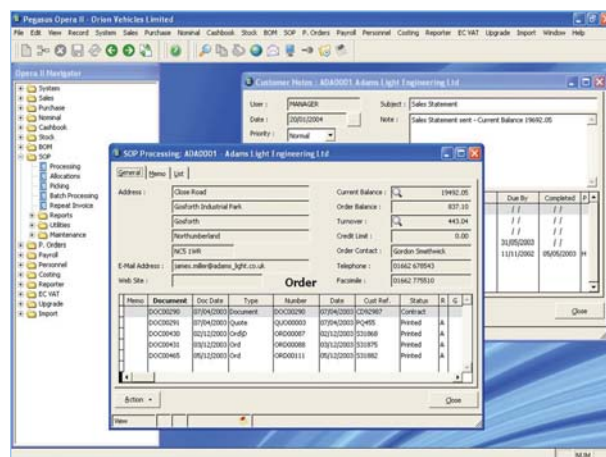 Pegasus Opera II - Orion Vehicles Limited
File Edit View Record System Sales Purchase Nominal Cashbook Stock BOM SOP P. Orders Payroll Personnel Costing Reporter EC VAT Upgrade Import Window Help
Opera II Navigator
System
Sales
Purchase
Nominal
Cashbook
Stock
BOM
SOP
Processing
Allocations
Picking
Batch Processing
Repeat Invoice
Reports
Utilities
Maintenance
P. Orders
Payroll
Personnel
Costing
Reporter
EC VAT
Upgrade
Import
Customer Notes : ADA0001 Adams Light Engineering Ltd
User : MANAGER Subject : Sales Statement
Date : 20/01/2004 Note : Sales Statement sent - Current Balance 19692.05
Priority : Normal
Due By Completed P
/ / / /
/ / / /
31/05/2003 / /
11/11/2002 05/05/2003 H
Close
SOP Processing: ADA0001 - Adams Light Engineering Ltd
General Memo List
Address : Close Road Current Balance : 19492.05
Gosforth Industrial Park Order Balance : 837.10
Gosforth Turnover : 443.04
Northumberland Credit Limit : 0.00
NC5 1WR Order Contact : Gordon Smethwick
E-Mail Address : james.miller@adams_light.co.uk Telephone : 01662 678543
Web Site : Facsimile : 01662 775510
Order
Memo Document Doc Date Type Number Date Cust Ref. Status R G
DOC00290 07/04/2003 Document DOC00290 07/04/2003 CD92987 Contract
DOC00291 07/04/2003 Quote QUO00003 07/04/2003 PQ455 Printed A
DOC00430 02/12/2003 Ord\D ORD00087 02/12/2003 S31868 Printed A
DOC00431 03/12/2003 Ord ORD00088 03/12/2003 S31875 Printed A
DOC00465 05/12/2003 Ord ORD00111 05/12/2003 S31882 Printed A
Action Close
View
NUM